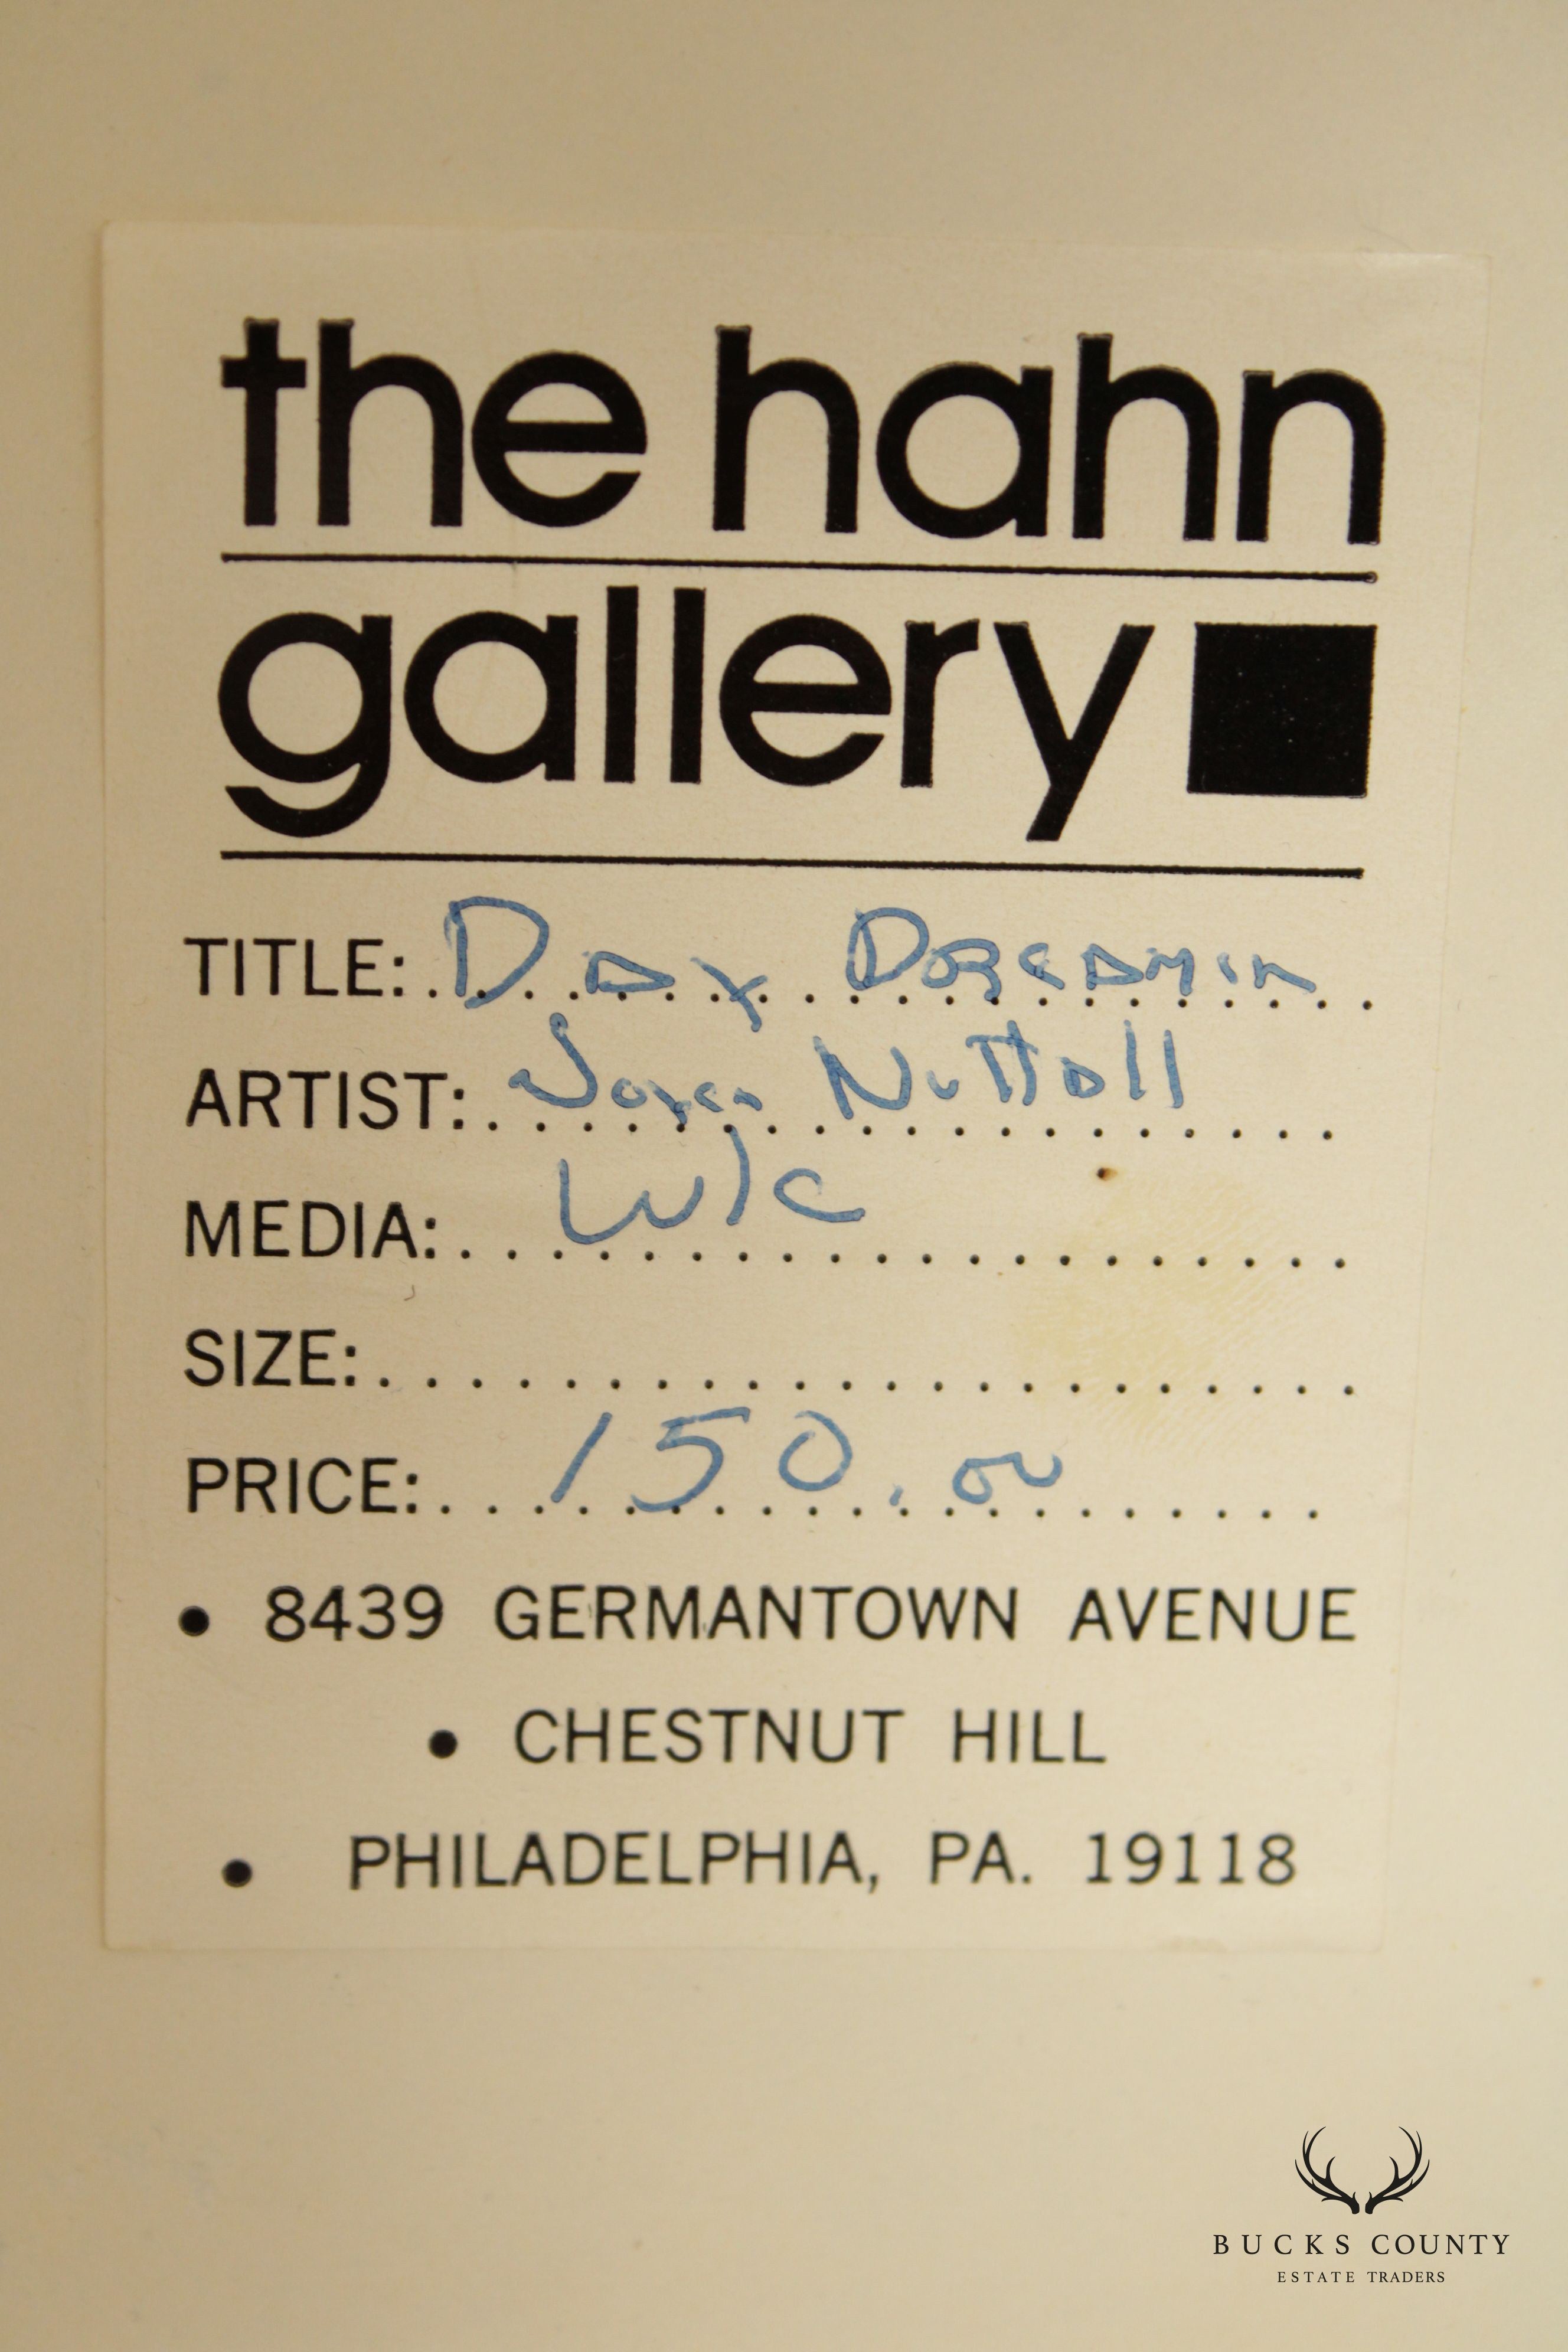 the hahn
gallery
TITLE: Day Dreamin
ARTIST: Nuttall
MEDIA: W/C
SIZE:
PRICE: 150.00
• 8439 GERMANTOWN AVENUE
• CHESTNUT HILL
• PHILADELPHIA, PA. 19118
BUCKS COUNTY
ESTATE TRADERS